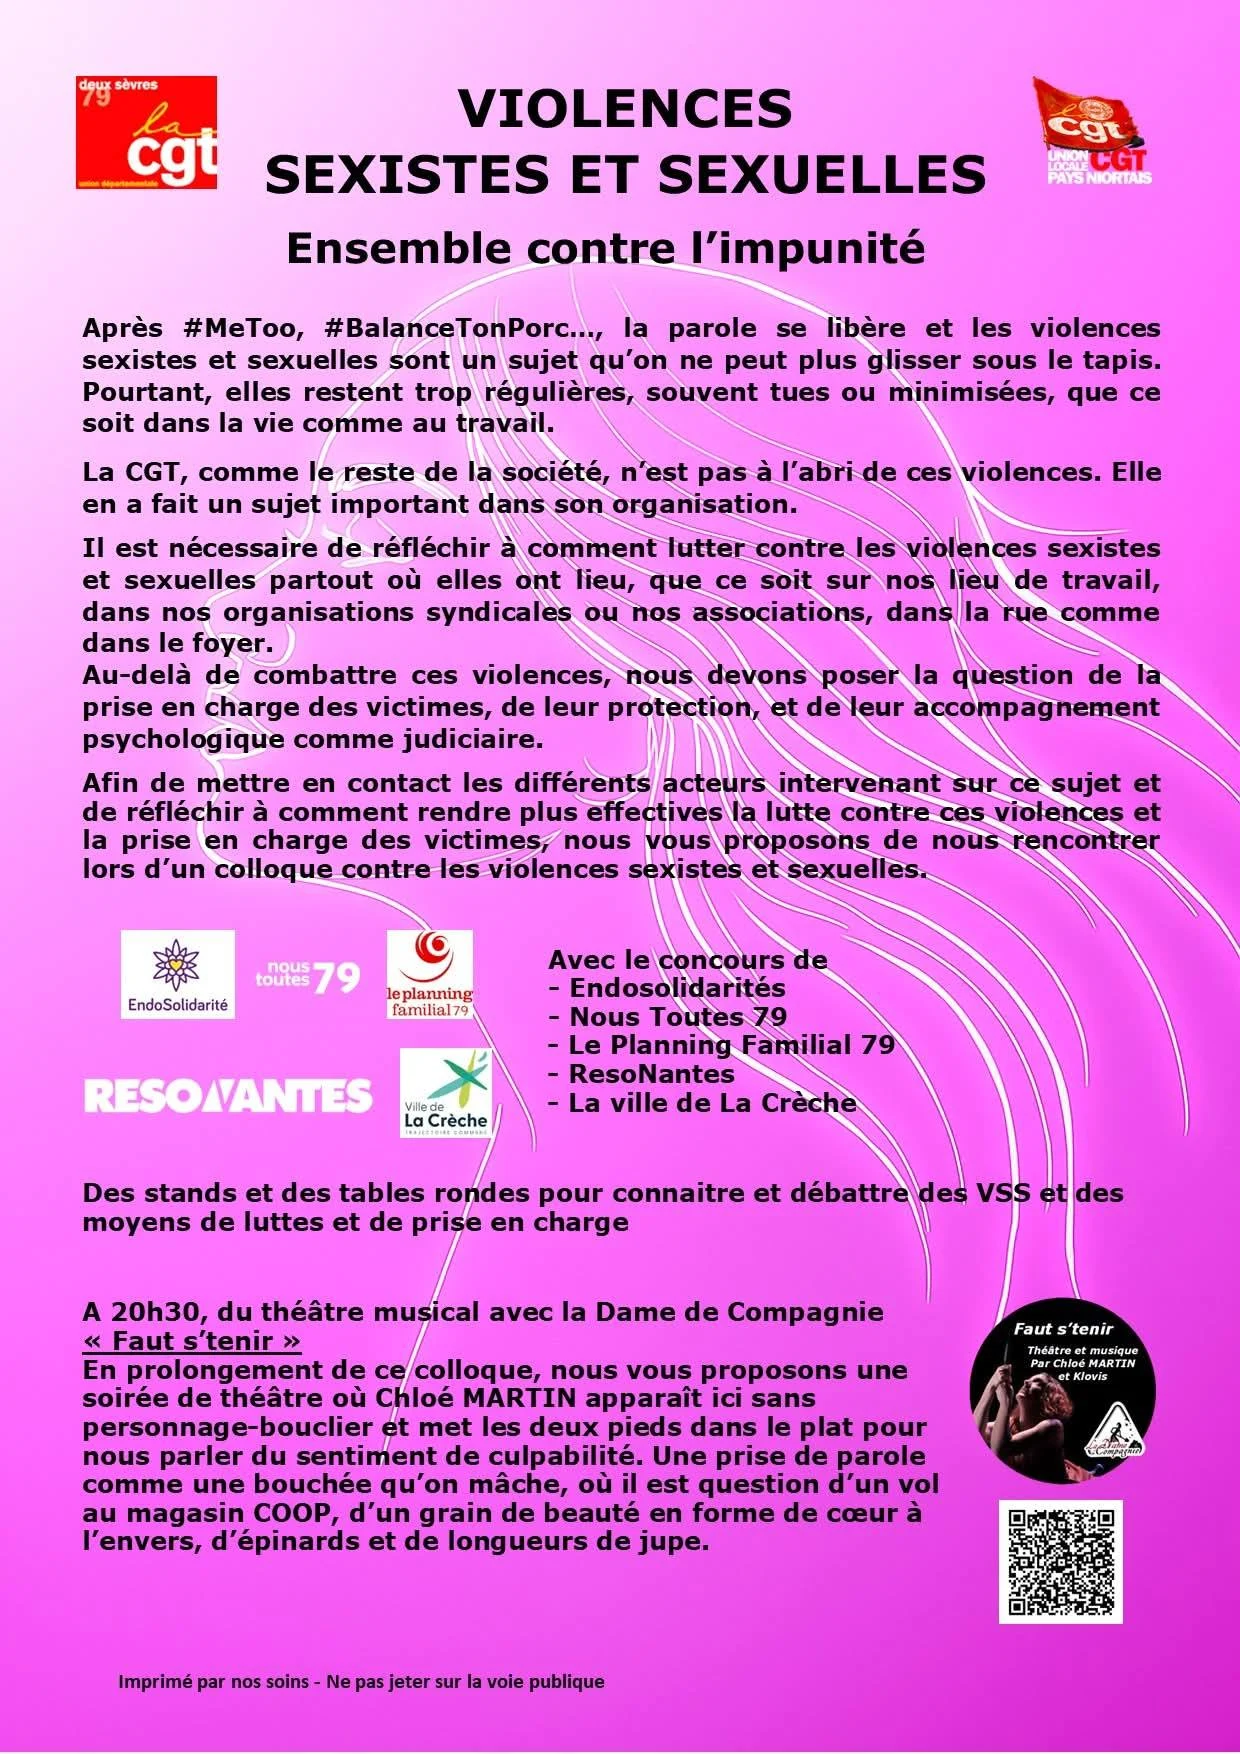 deux sèvres
79
la
cgt
union départementale
la
cgt
UNION
LOCALE
CGT
PAYS NIORTAIS
VIOLENCES
SEXISTES ET SEXUELLES
Ensemble contre l’impunité
Après #MeToo, #BalanceTonPorc…, la parole se libère et les violences
sexistes et sexuelles sont un sujet qu’on ne peut plus glisser sous le tapis.
Pourtant, elles restent trop régulières, souvent tues ou minimisées, que ce
soit dans la vie comme au travail.
La CGT, comme le reste de la société, n’est pas à l’abri de ces violences. Elle
en a fait un sujet important dans son organisation.
Il est nécessaire de réfléchir à comment lutter contre les violences sexistes
et sexuelles partout où elles ont lieu, que ce soit sur nos lieu de travail,
dans nos organisations syndicales ou nos associations, dans la rue comme
dans le foyer.
Au-delà de combattre ces violences, nous devons poser la question de la
prise en charge des victimes, de leur protection, et de leur accompagnement
psychologique comme judiciaire.
Afin de mettre en contact les différents acteurs intervenant sur ce sujet et
de réfléchir à comment rendre plus effectives la lutte contre ces violences et
la prise en charge des victimes, nous vous proposons de nous rencontrer
lors d’un colloque contre les violences sexistes et sexuelles.
EndoSolidarité
nous
toutes 79
le planning
familial 79
RESONANTES
Ville de
La Crèche
TRAJECTOIRE COMMUNE
Avec le concours de
- Endosolidarités
- Nous Toutes 79
- Le Planning Familial 79
- ResoNantes
- La ville de La Crèche
Des stands et des tables rondes pour connaitre et débattre des VSS et des
moyens de luttes et de prise en charge
A 20h30, du théâtre musical avec la Dame de Compagnie
« Faut s’tenir »
En prolongement de ce colloque, nous vous proposons une
soirée de théâtre où Chloé MARTIN apparaît ici sans
personnage-bouclier et met les deux pieds dans le plat pour
nous parler du sentiment de culpabilité. Une prise de parole
comme une bouchée qu’on mâche, où il est question d’un vol
au magasin COOP, d’un grain de beauté en forme de cœur à
l’envers, d’épinards et de longueurs de jupe.
Faut s’tenir
Théâtre et musique
Par Chloé MARTIN
et Klovis
La Dame
de Compagnie
Imprimé par nos soins - Ne pas jeter sur la voie publique